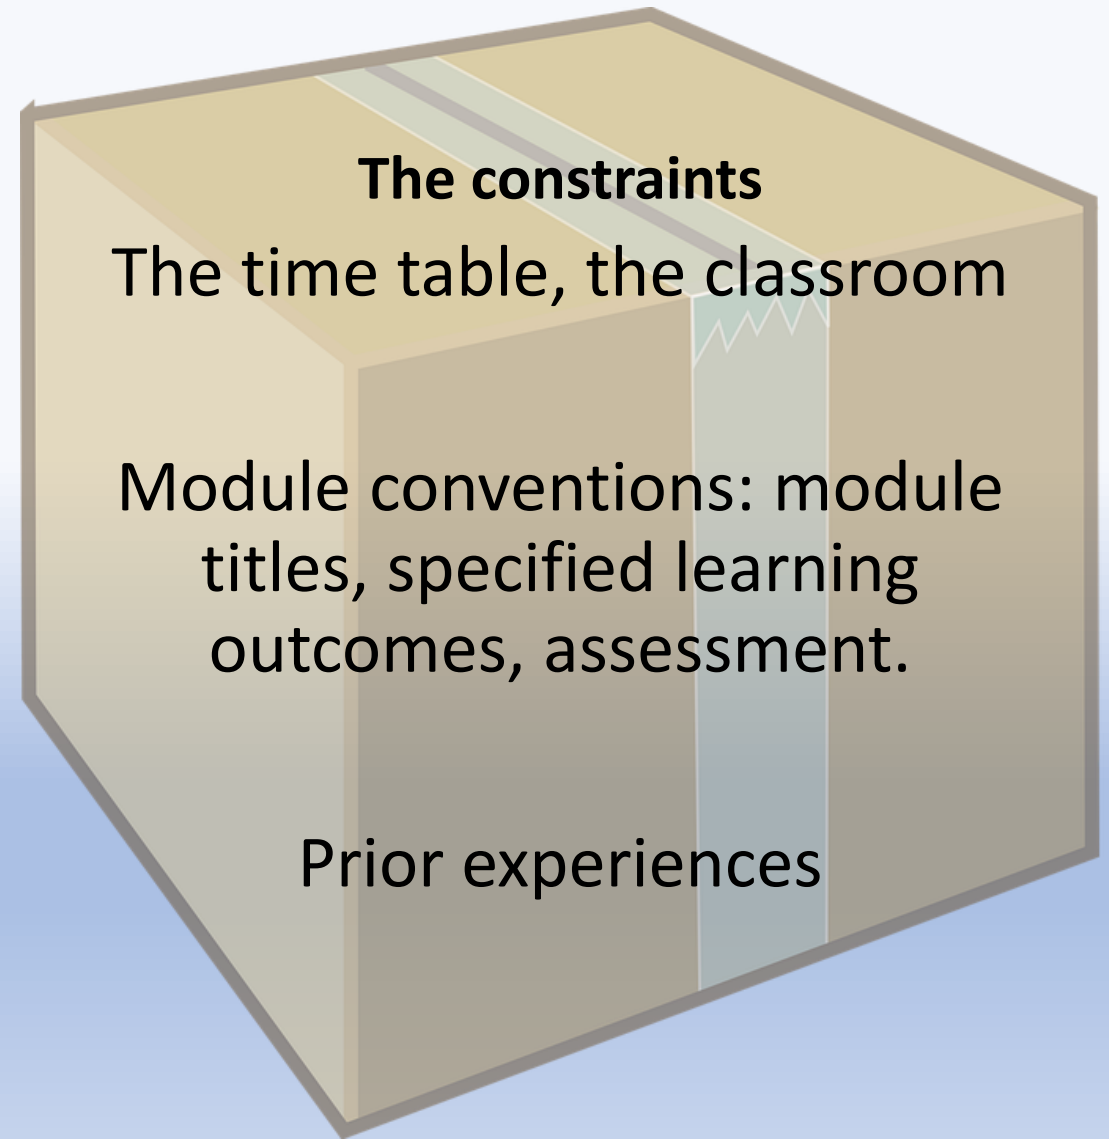 The constraints
The time table, the classroom
Module conventions: module
titles, specified learning
outcomes, assessment.
Prior experiences